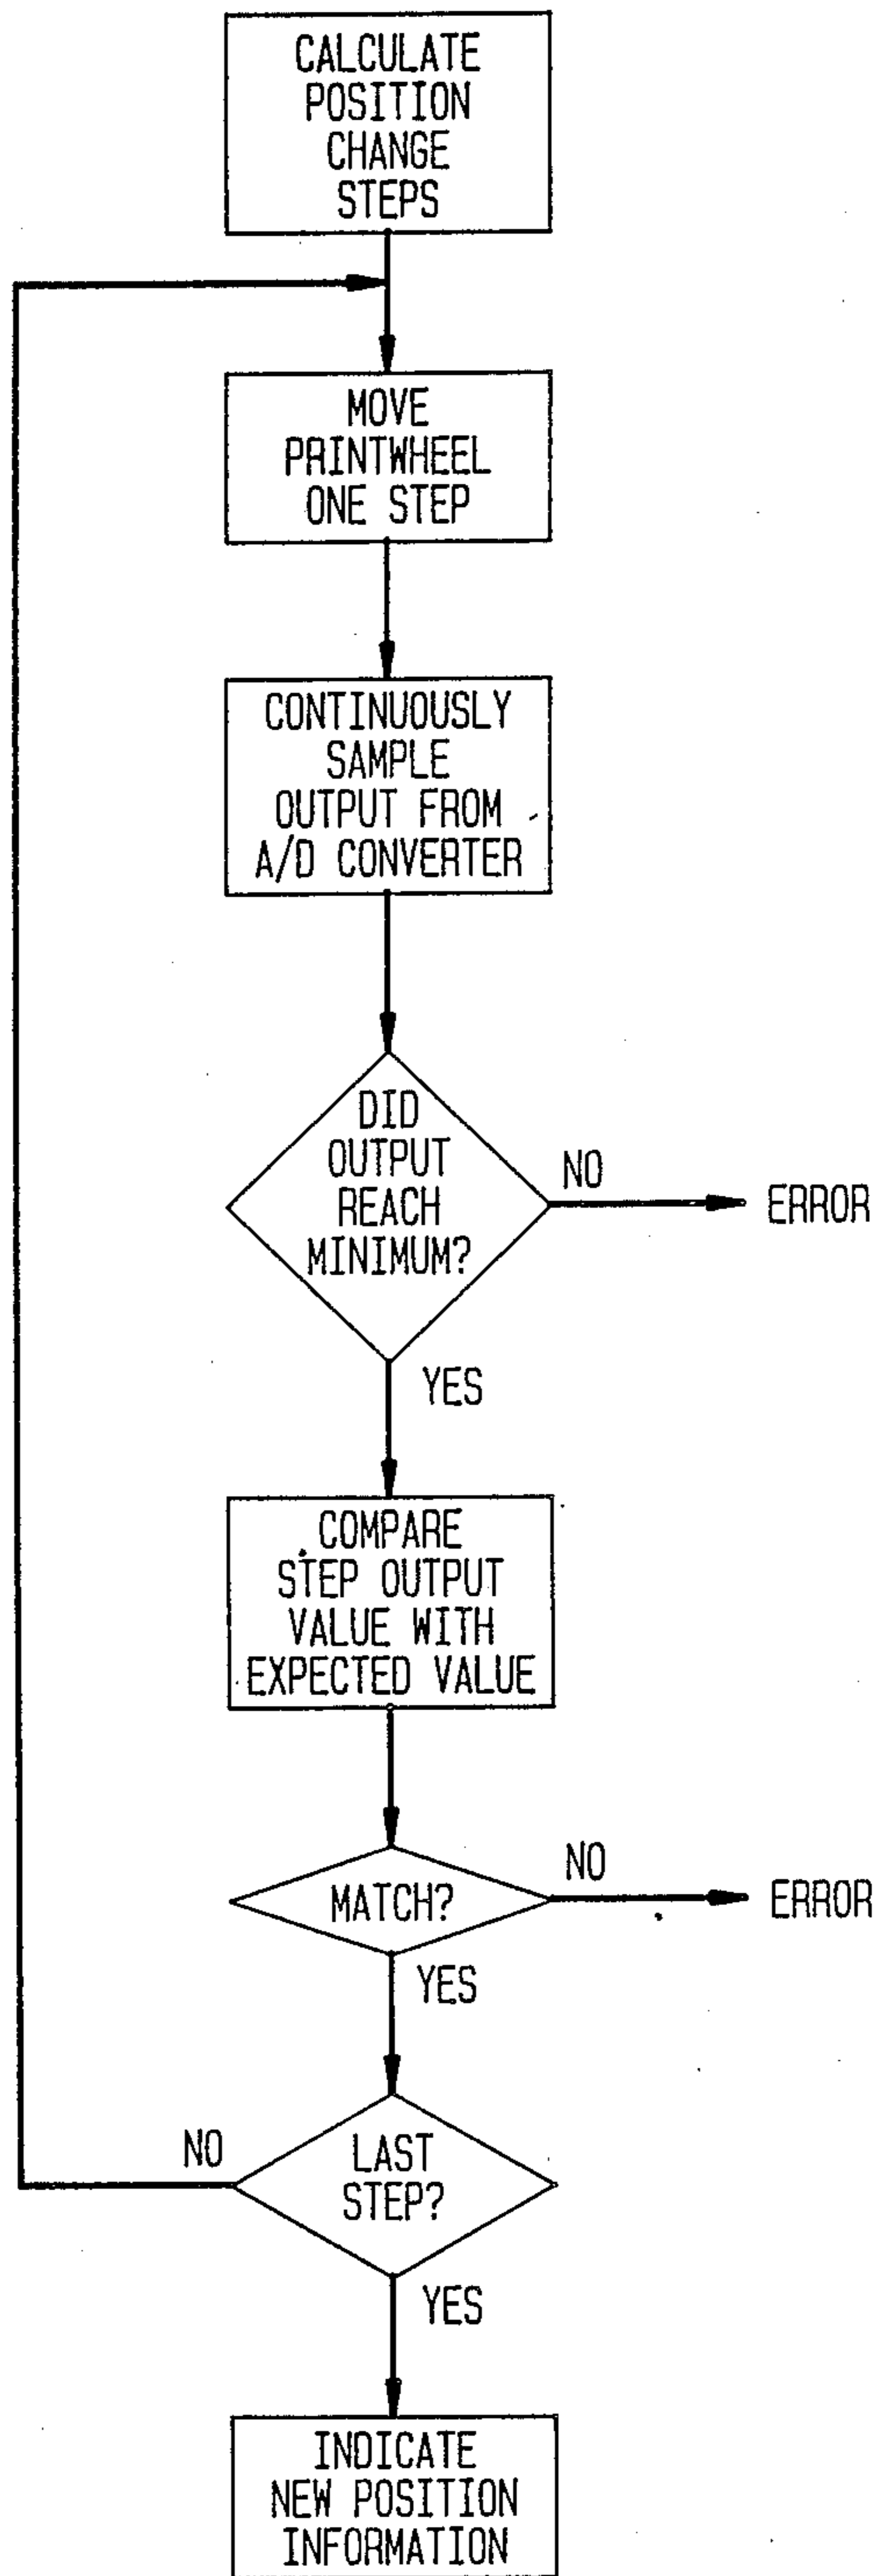 CALCULATE
POSITION
CHANGE
STEPS
MOVE
PRINTWHEEL
ONE STEP
CONTINUOUSLY
SAMPLE
OUTPUT FROM
A/D CONVERTER
DID
OUTPUT
REACH
MINIMUM?
NO
ERROR
YES
COMPARE
STEP OUTPUT
VALUE WITH
EXPECTED VALUE
MATCH?
NO
ERROR
YES
LAST
STEP?
NO
YES
INDICATE
NEW POSITION
INFORMATION